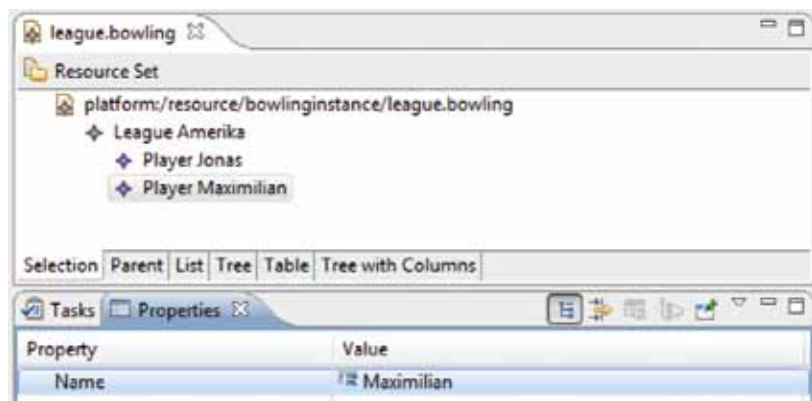 league.bowling
Resource Set
platform:/resource/bowlinginstance/league.bowling
League Amerika
Player Jonas
Player Maximilian
Selection Parent List Tree Table Tree with Columns
Tasks Properties
Property Value
Name Maximilian